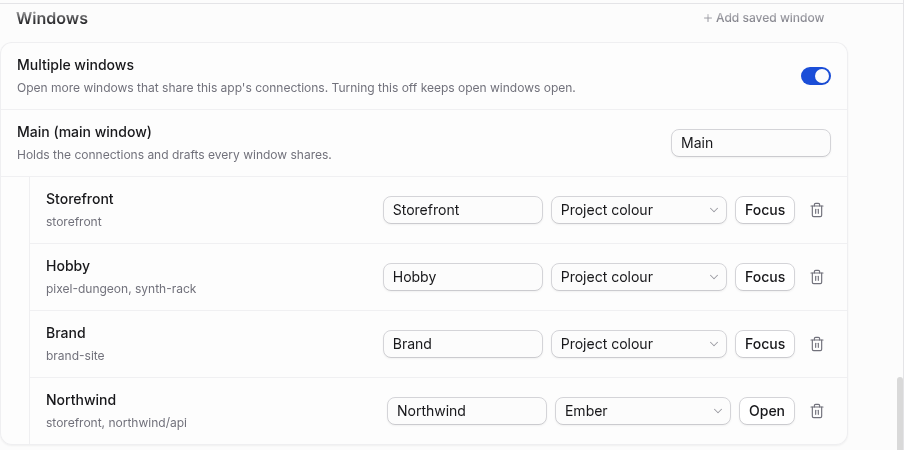 Windows
+ Add saved window
Multiple windows
Open more windows that share this app's connections. Turning this off keeps open windows open.
Main (main window)
Holds the connections and drafts every window shares.
Main
Storefront
storefront
Storefront
Project colour
Focus
Hobby
pixel-dungeon, synth-rack
Hobby
Project colour
Focus
Brand
brand-site
Brand
Project colour
Focus
Northwind
storefront, northwind/api
Northwind
Ember
Open